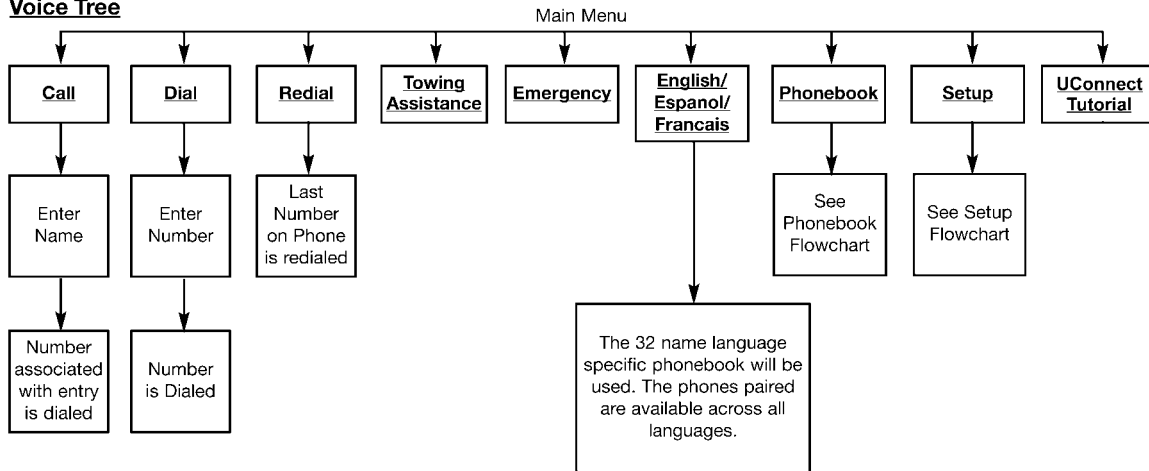 Voice Tree
Main Menu
Call
Dial
Redial
Towing
Assistance
Emergency
English/
Espanol/
Francais
Phonebook
Setup
UConnect
Tutorial
Enter
Name
Enter
Number
Last
Number
on Phone
is redialed
See
Phonebook
Flowchart
See Setup
Flowchart
Number
associated
with entry
is dialed
Number
is Dialed
The 32 name language
specific phonebook will be
used. The phones paired
are available across all
languages.